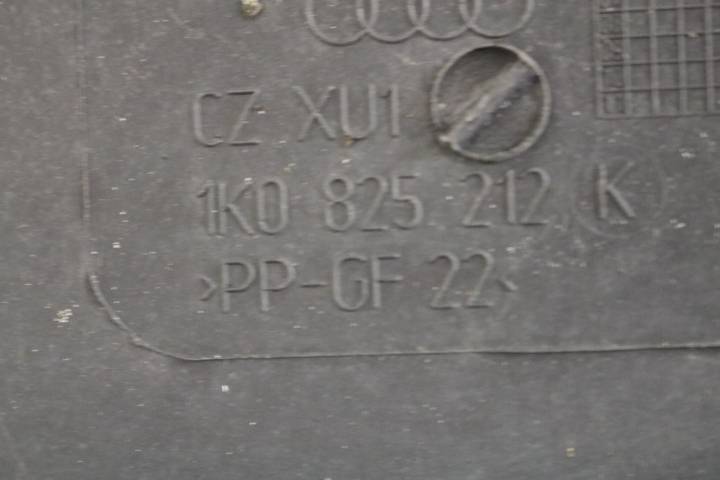 CZ XU1
1K0 825 212 K
>PP-GF 22<